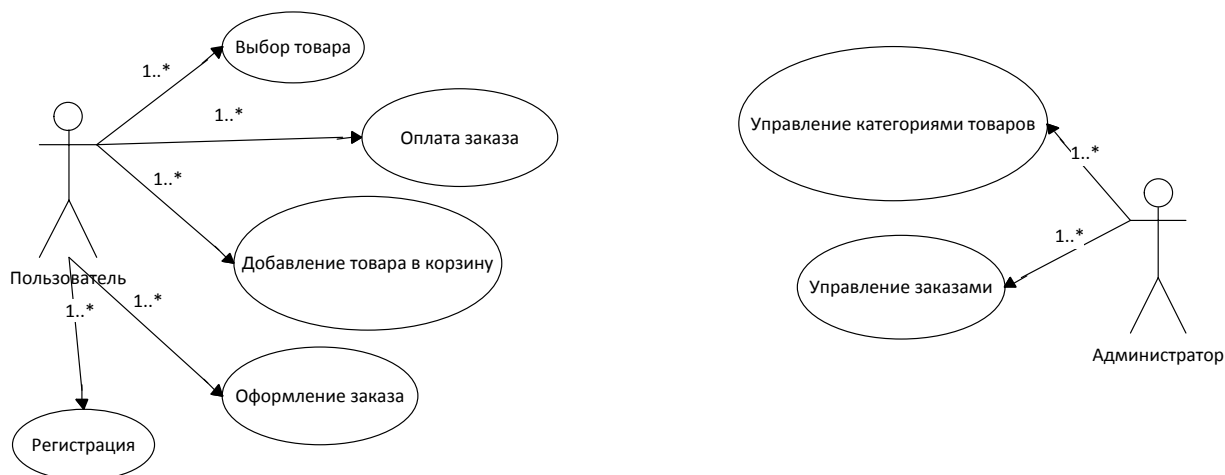 Выбор товара
1..*
Оплата заказа
1..*
1..*
Добавление товара в корзину
Пользователь
1..*
1..*
Оформление заказа
Регистрация
Управление категориями товаров
1..*
1..*
Управление заказами
Администратор